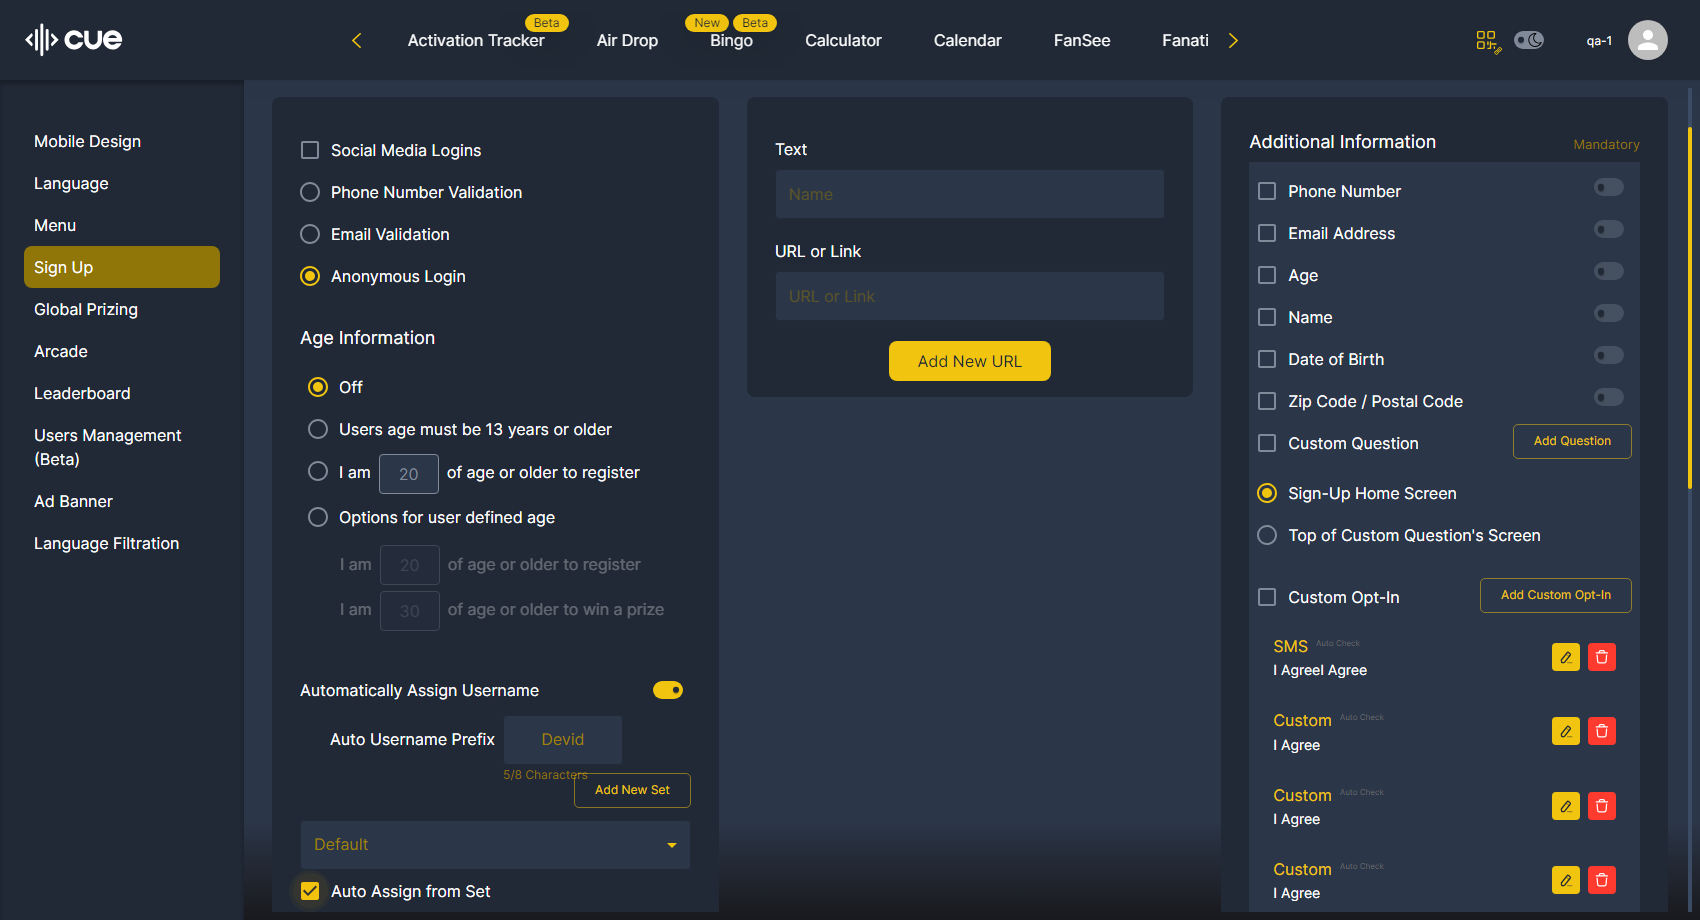 cue
Beta
New
Beta
Activation Tracker
Air Drop
Bingo
Calculator
Calendar
FanSee
Fanati
qa-1
Mobile Design
Language
Menu
Sign Up
Global Prizing
Arcade
Leaderboard
Users Management
(Beta)
Ad Banner
Language Filtration
Social Media Logins
Phone Number Validation
Email Validation
Anonymous Login
Age Information
Off
Users age must be 13 years or older
I am 20 of age or older to register
Options for user defined age
I am 20 of age or older to register
I am 30 of age or older to win a prize
Automatically Assign Username
Auto Username Prefix Devid
5/8 Characters
Add New Set
Default
Auto Assign from Set
Text
Name
URL or Link
URL or Link
Add New URL
Additional Information Mandatory
Phone Number
Email Address
Age
Name
Date of Birth
Zip Code / Postal Code
Custom Question Add Question
Sign-Up Home Screen
Top of Custom Question's Screen
Custom Opt-In Add Custom Opt-In
SMS Auto Check
I AgreeI Agree
Custom Auto Check
I Agree
Custom Auto Check
I Agree
Custom Auto Check
I Agree